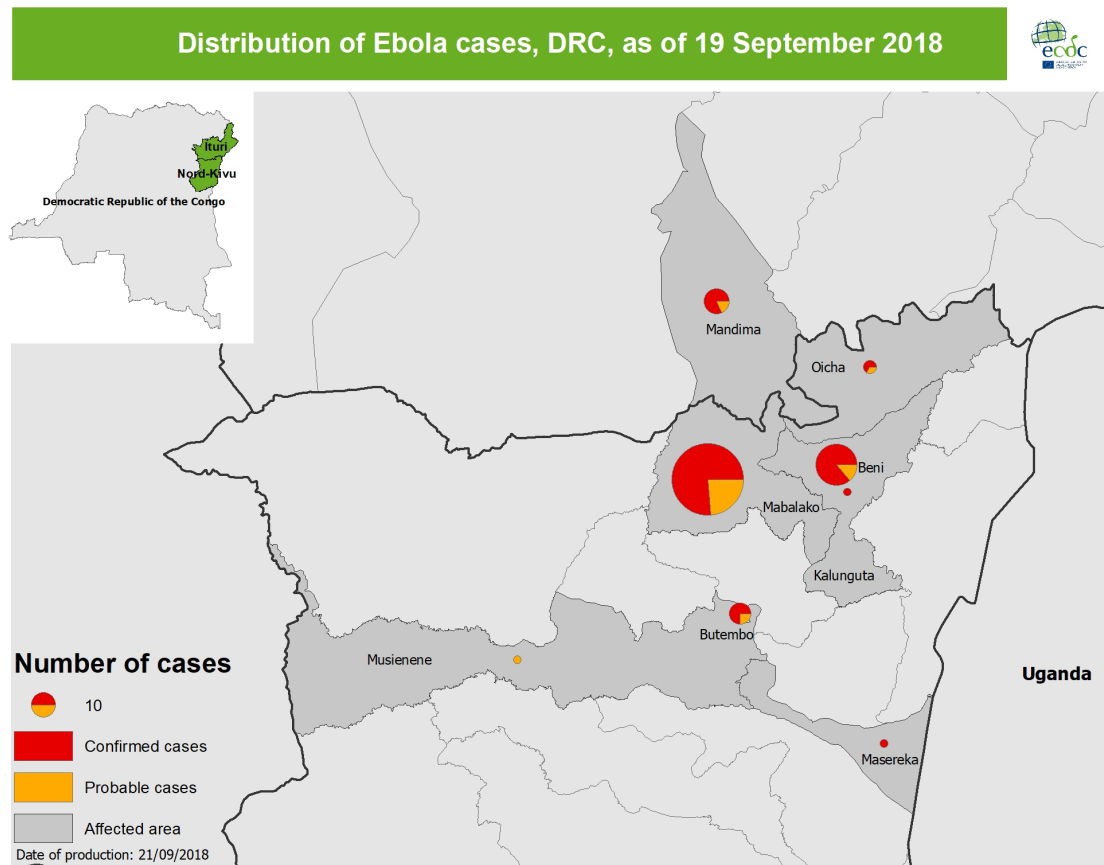 Distribution of Ebola cases, DRC, as of 19 September 2018
ecdc
Ituri
Nord-Kivu
Democratic Republic of the Congo
Mandima
Oicha
Beni
Mabalako
Kalunguta
Butembo
Musienene
Uganda
Masereka
Number of cases
10
Confirmed cases
Probable cases
Affected area
Date of production: 21/09/2018